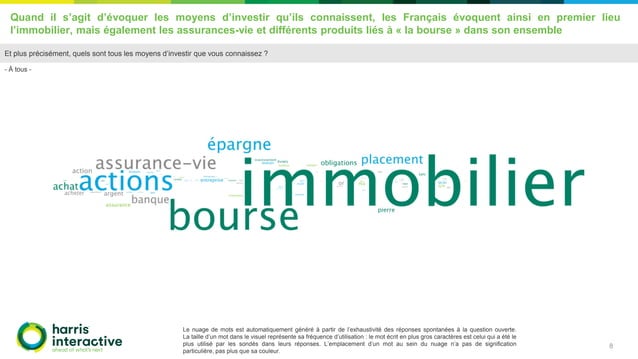 Quand il s’agit d’évoquer les moyens d’investir qu’ils connaissent, les Français évoquent ainsi en premier lieu
l’immobilier, mais également les assurances-vie et différents produits liés à « la bourse » dans son ensemble
Et plus précisément, quels sont tous les moyens d’investir que vous connaissez ?
- À tous -
épargne
assurance-vie
obligations
placement
action
immobilier
achat
actions
entreprise
or
acheter
argent
banque
assurance
bourse
pierre
harris
interactive
ahead of what's next
Le nuage de mots est automatiquement généré à partir de l’exhaustivité des réponses spontanées à la question ouverte.
La taille d’un mot dans le visuel représente sa fréquence d’utilisation : le mot écrit en plus gros caractères est celui qui a été le
plus utilisé par les sondés dans leurs réponses. L’emplacement d’un mot au sein du nuage n’a pas de signification
particulière, pas plus que sa couleur.
8